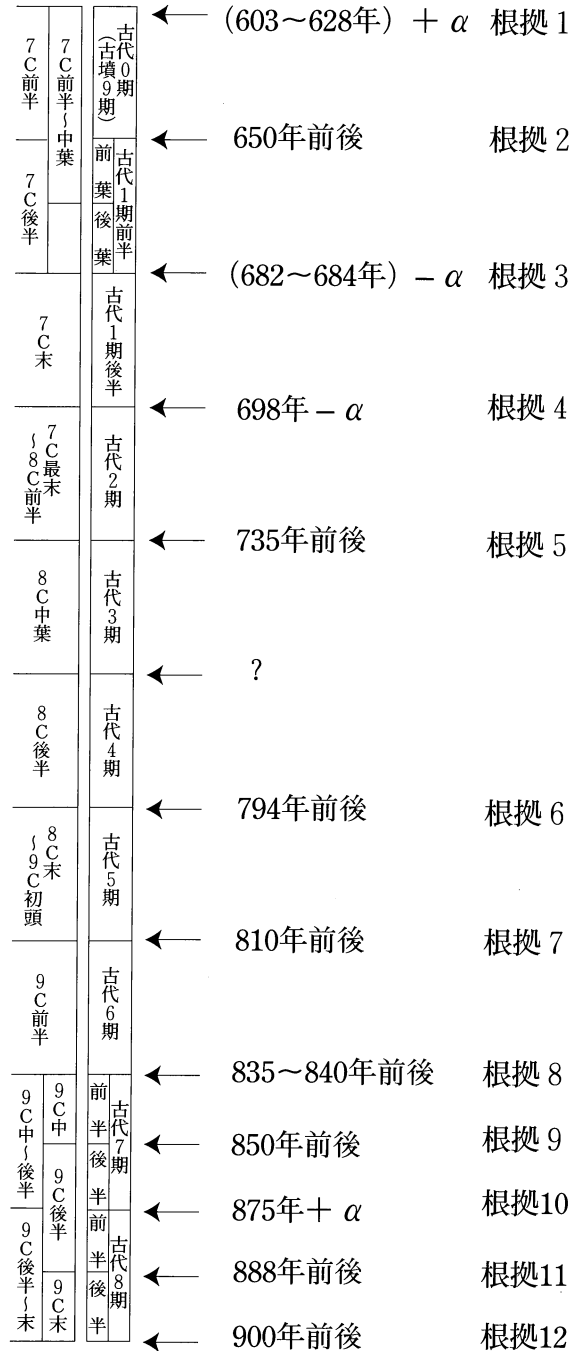 7C前半
7C前半～中葉
古代0期
（古墳9期）
(603～628年) + α 根拠1
650年前後 根拠2
7C後半
前葉
後葉
古代1期前半
(682～684年) − α 根拠3
7C末
古代1期後半
698年 − α 根拠4
7C最末
～8C前半
古代2期
735年前後 根拠5
8C中葉
古代3期
?
8C後半
古代4期
794年前後 根拠6
8C末
～9C初頭
古代5期
810年前後 根拠7
9C前半
古代6期
835～840年前後 根拠8
9C中～後半
9C中
前半
後半
古代7期
850年前後 根拠9
9C後半
875年+ α 根拠10
9C後半～末
前半
後半
古代8期
888年前後 根拠11
9C末
900年前後 根拠12